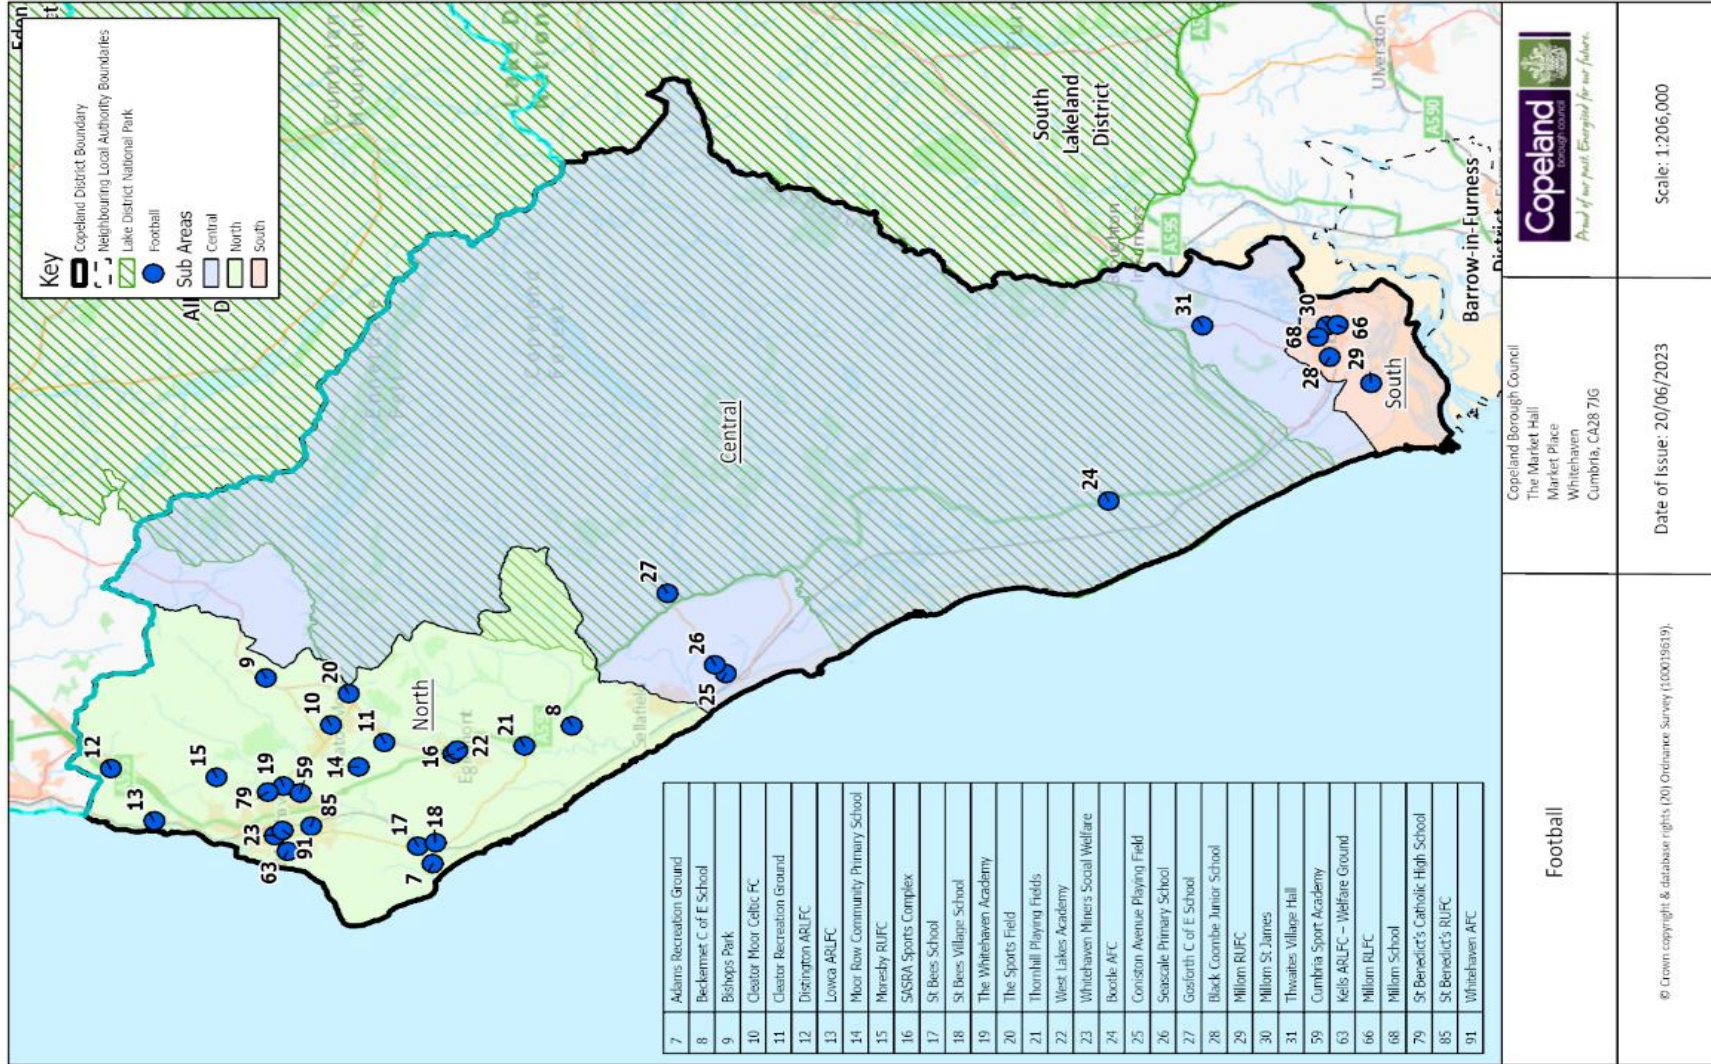 Key
Copeland District Boundary
Neighbouring Local Authority Boundaries
Lake District National Park
Football
Sub Areas
Central
North
South
South
Lakeland
District
Ulverston
A590
A595
Barrow-in-Furness
District
Central
North
South
Sellafield
12
13
15
9
10
20
11
19
79
59
14
23
85
63
91
16
22
17
18
7
21
8
27
26
25
24
31
30
68
28
29
66
7 Adams Recreation Ground
8 Beckermet C of E School
9 Bishops Park
10 Cleator Moor Celtic FC
11 Cleator Recreation Ground
12 Distington ARLFC
13 Lowca ARLFC
14 Moor Row Community Primary School
15 Moresby RUFC
16 SASRA Sports Complex
17 St Bees School
18 St Bees Village School
19 The Whitehaven Academy
20 The Sports Field
21 Thornhill Playing Fields
22 West Lakes Academy
23 Whitehaven Miners Social Welfare
24 Bootle AFC
25 Coniston Avenue Playing Field
26 Seascale Primary School
27 Gosforth C of E School
28 Black Coombe Junior School
29 Millom RUFC
30 Millom St James
31 Thwaites Village Hall
59 Cumbria Sport Academy
63 Kells ARLFC – Welfare Ground
66 Millom RLFC
68 Millom School
79 St Benedict's Catholic High School
85 St Benedict's RUFC
91 Whitehaven AFC
Football
Copeland Borough Council
The Market Hall
Market Place
Whitehaven
Cumbria, CA28 7JG
Copeland
borough council
Proud of our past. Energised for our future.
© Crown copyright & database rights (20) Ordnance Survey (100019619).
Date of Issue: 20/06/2023
Scale: 1:206,000